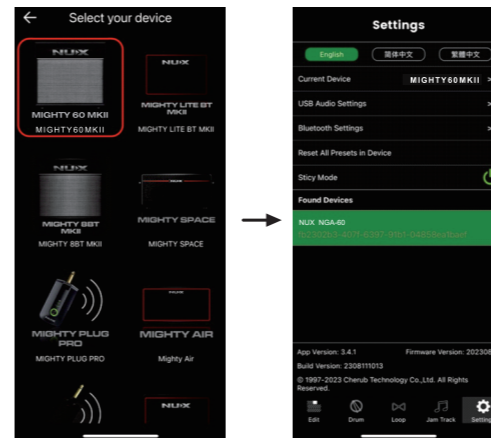 Select your device
NUX
MIGHTY 60 MKII
MIGHTY60MKII
NUX
MIGHTY LITE BT
MKII
MIGHTY LITE BT MKII
NUX
MIGHTY 8BT
MKII
MIGHTY 8BT MKII
MIGHTY SPACE
MIGHTY SPACE
MIGHTY PLUG
PRO
MIGHTY PLUG PRO
MIGHTY AIR
Mighty Air
NUX
Settings
English
简体中文
繁體中文
Current Device MIGHTY60MKII >
USB Audio Settings
Bluetooth Settings
Reset All Presets in Device
Sticy Mode
Found Devices
NUX NGA-60
App Version: 3.4.1 Firmware Version: 202308
Build Version: 2308111013
© 1997-2023 Cherub Technology Co.,Ltd. All Rights
Reserved.
Edit Drum Loop Jam Track Setting